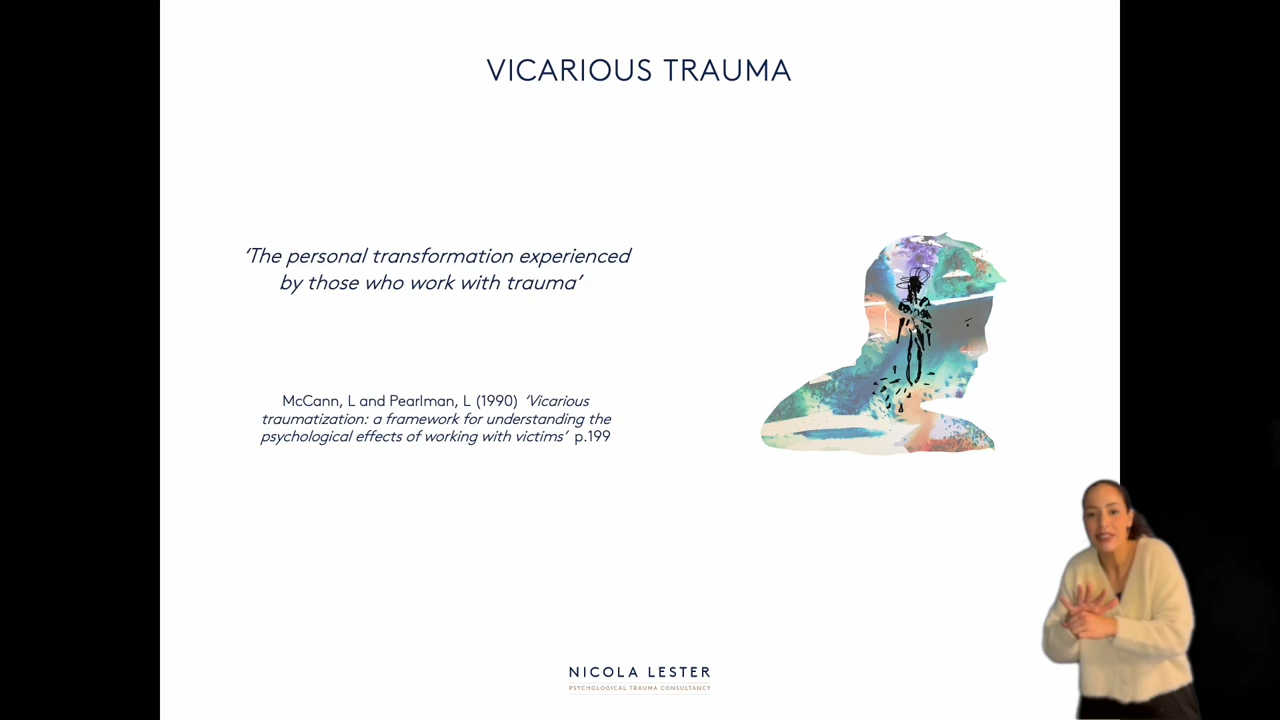 VICARIOUS TRAUMA
‘The personal transformation experienced
by those who work with trauma’
McCann, L and Pearlman, L (1990) ‘Vicarious
traumatization: a framework for understanding the
psychological effects of working with victims’ p.199
NICOLA LESTER
PSYCHOLOGICAL TRAUMA CONSULTANCY